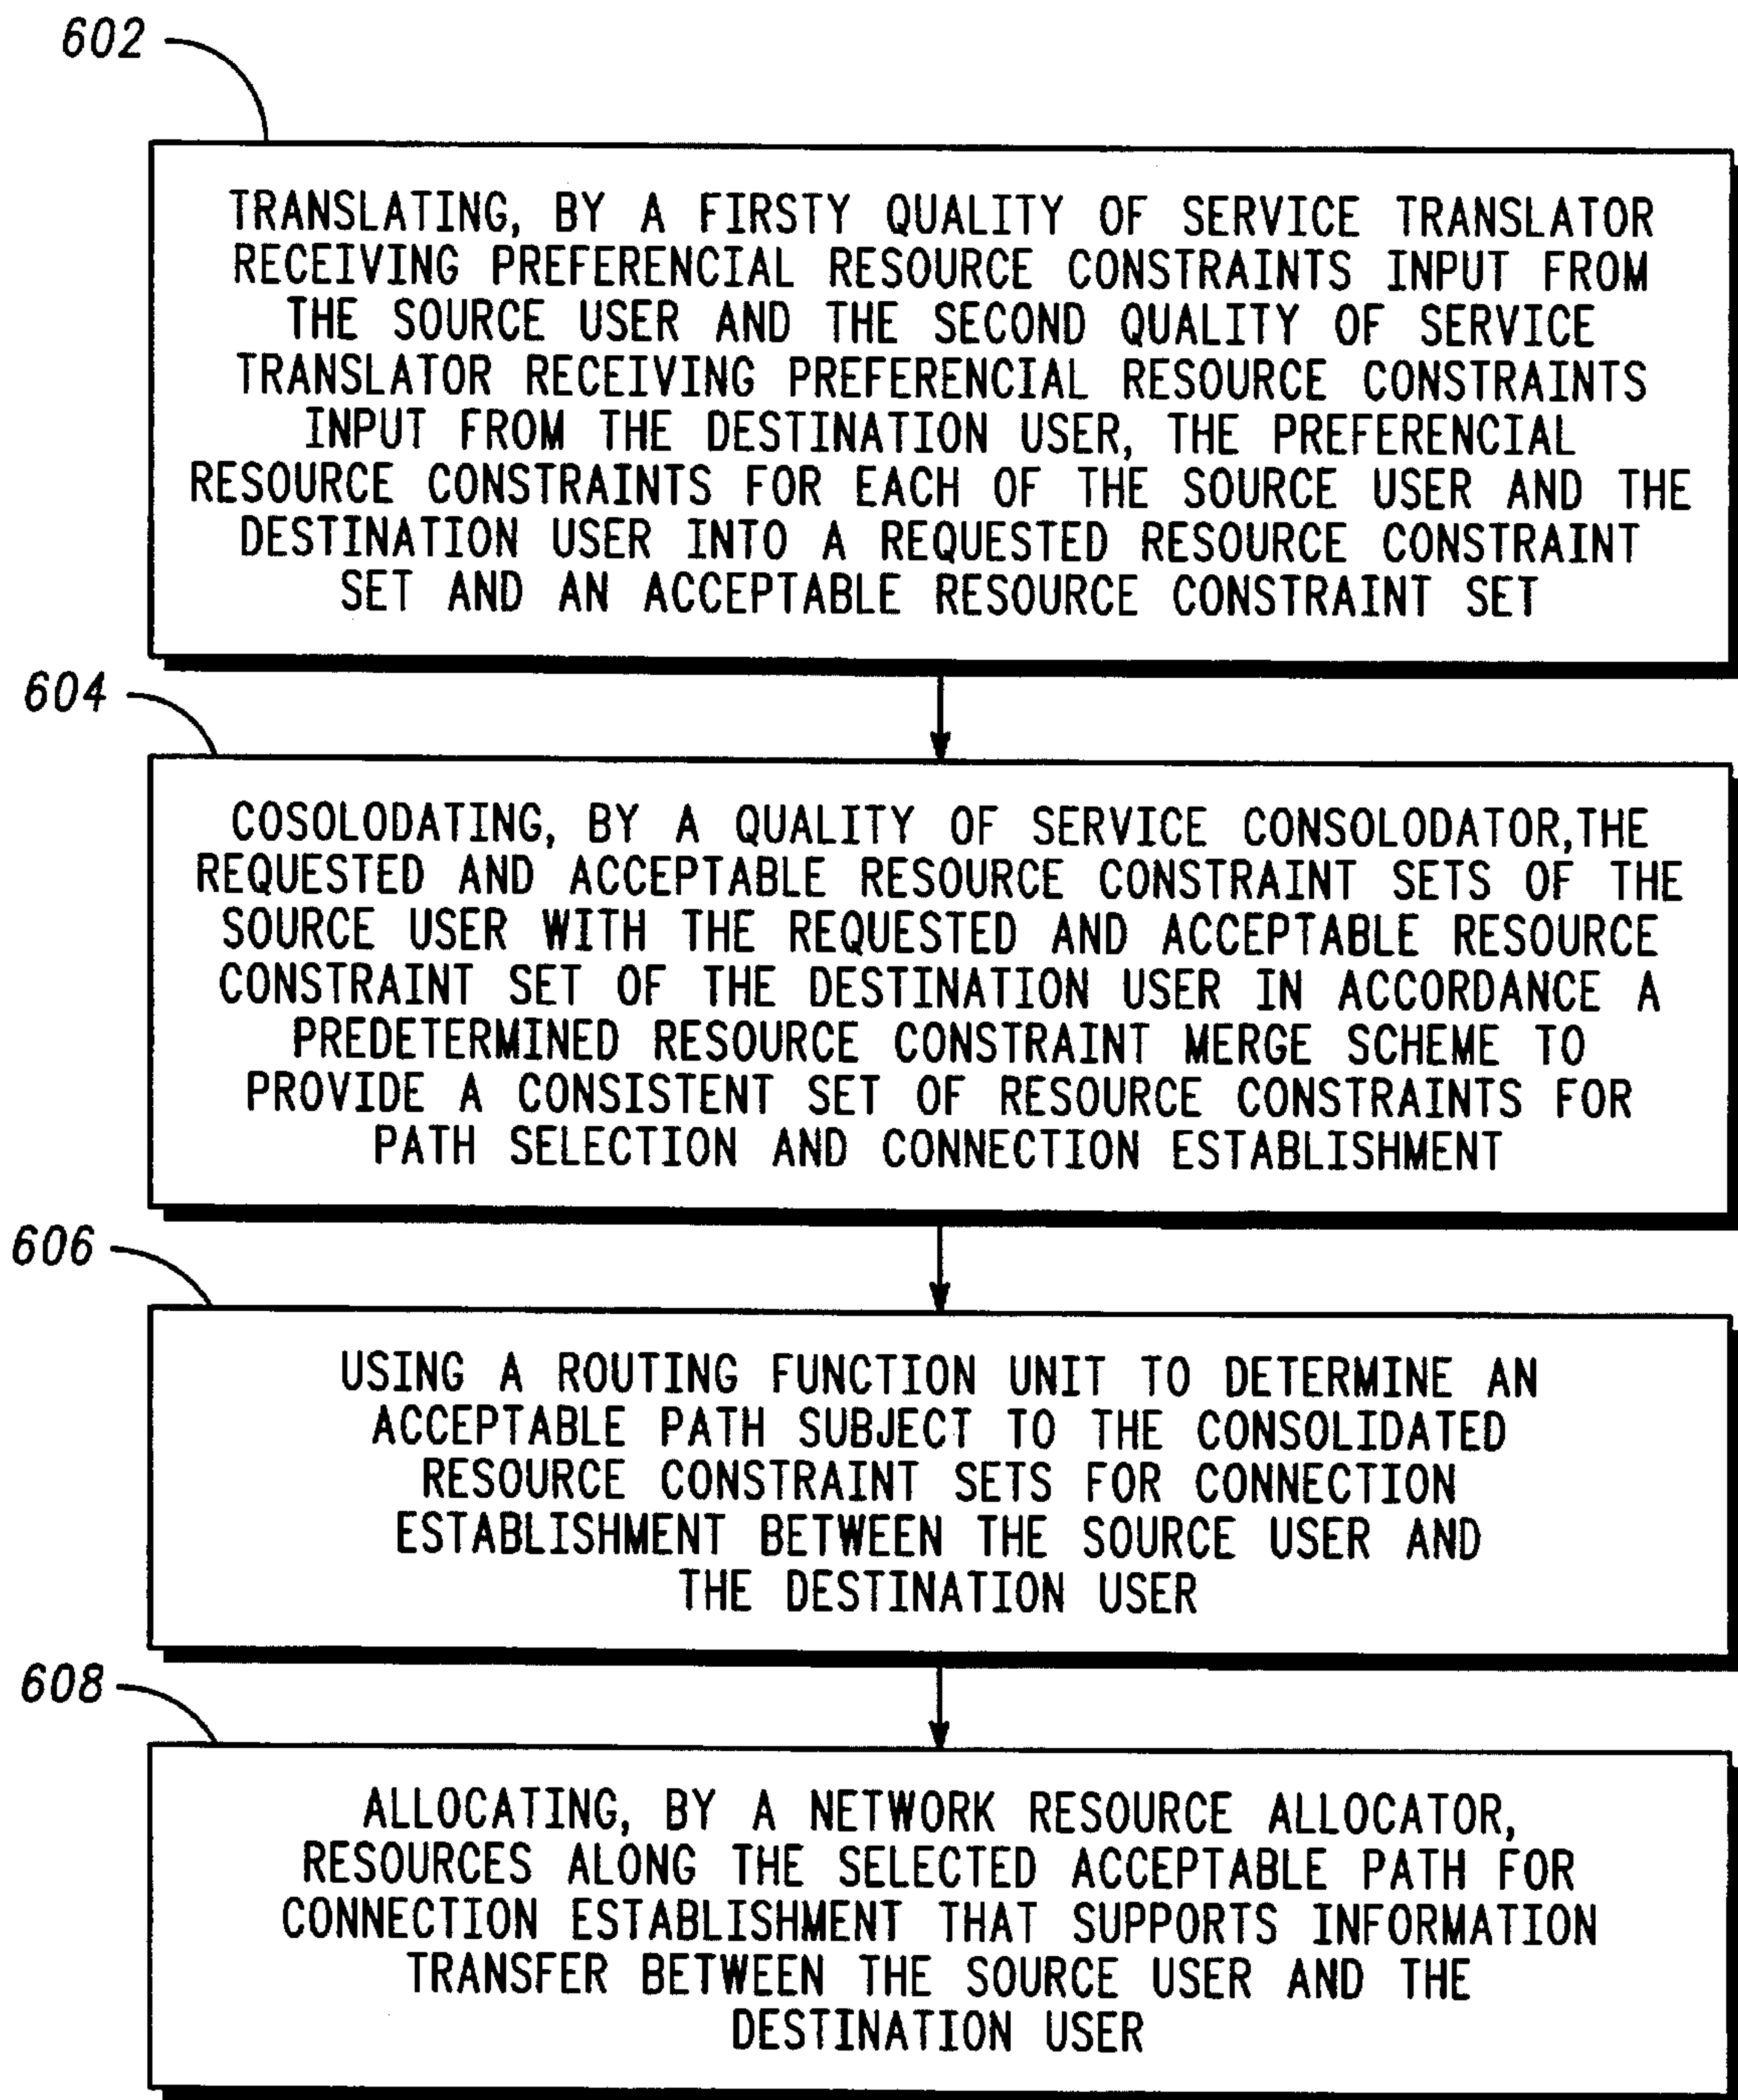 602
TRANSLATING, BY A FIRSTY QUALITY OF SERVICE TRANSLATOR
RECEIVING PREFERENCIAL RESOURCE CONSTRAINTS INPUT FROM
THE SOURCE USER AND THE SECOND QUALITY OF SERVICE
TRANSLATOR RECEIVING PREFERENCIAL RESOURCE CONSTRAINTS
INPUT FROM THE DESTINATION USER, THE PREFERENCIAL
RESOURCE CONSTRAINTS FOR EACH OF THE SOURCE USER AND THE
DESTINATION USER INTO A REQUESTED RESOURCE CONSTRAINT
SET AND AN ACCEPTABLE RESOURCE CONSTRAINT SET
604
COSOLODATING, BY A QUALITY OF SERVICE CONSOLODATOR,THE
REQUESTED AND ACCEPTABLE RESOURCE CONSTRAINT SETS OF THE
SOURCE USER WITH THE REQUESTED AND ACCEPTABLE RESOURCE
CONSTRAINT SET OF THE DESTINATION USER IN ACCORDANCE A
PREDETERMINED RESOURCE CONSTRAINT MERGE SCHEME TO
PROVIDE A CONSISTENT SET OF RESOURCE CONSTRAINTS FOR
PATH SELECTION AND CONNECTION ESTABLISHMENT
606
USING A ROUTING FUNCTION UNIT TO DETERMINE AN
ACCEPTABLE PATH SUBJECT TO THE CONSOLIDATED
RESOURCE CONSTRAINT SETS FOR CONNECTION
ESTABLISHMENT BETWEEN THE SOURCE USER AND
THE DESTINATION USER
608
ALLOCATING, BY A NETWORK RESOURCE ALLOCATOR,
RESOURCES ALONG THE SELECTED ACCEPTABLE PATH FOR
CONNECTION ESTABLISHMENT THAT SUPPORTS INFORMATION
TRANSFER BETWEEN THE SOURCE USER AND THE
DESTINATION USER